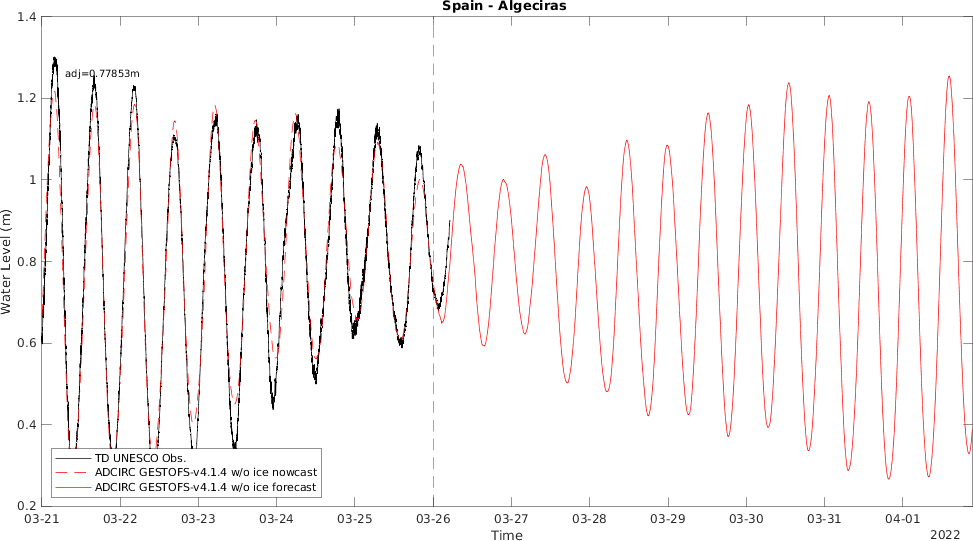 Spain - Algeciras
1.4
adj=0.77853m
1.2
1
0.8
0.6
0.4
0.2
Water Level (m)
TD UNESCO Obs.
ADCIRC GESTOFS-v4.1.4 w/o ice nowcast
ADCIRC GESTOFS-v4.1.4 w/o ice forecast
03-21 03-22 03-23 03-24 03-25 03-26 03-27 03-28 03-29 03-30 03-31 04-01
Time
2022